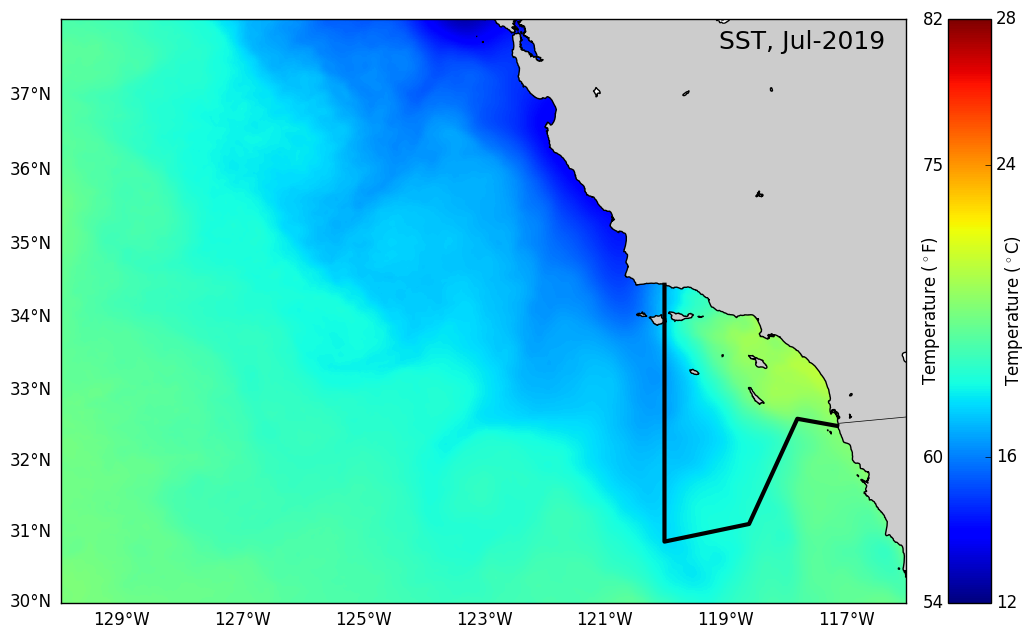 SST, Jul-2019
37°N
36°N
35°N
34°N
33°N
32°N
31°N
30°N
129°W
127°W
125°W
123°W
121°W
119°W
117°W
82
75
60
54
Temperature (°F)
28
24
16
12
Temperature (°C)